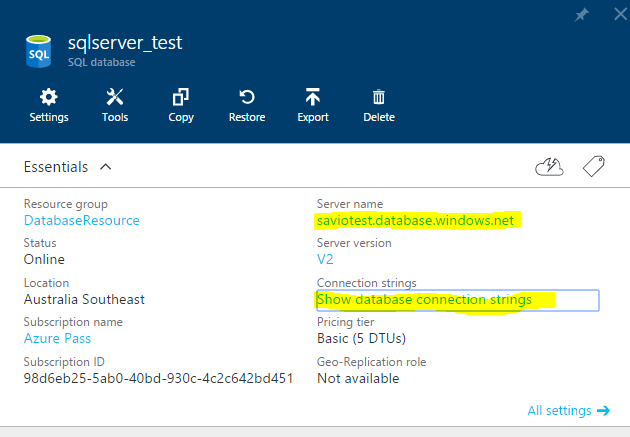 sqlserver_test
SQL
SQL database
Settings
Tools
Copy
Restore
Export
Delete
Essentials
Resource group
DatabaseResource
Status
Online
Location
Australia Southeast
Subscription name
Azure Pass
Subscription ID
98d6eb25-5ab0-40bd-930c-4c2c642bd451
Server name
saviotest.database.windows.net
Server version
V2
Connection strings
Show database connection strings
Pricing tier
Basic (5 DTUs)
Geo-Replication role
Not available
All settings